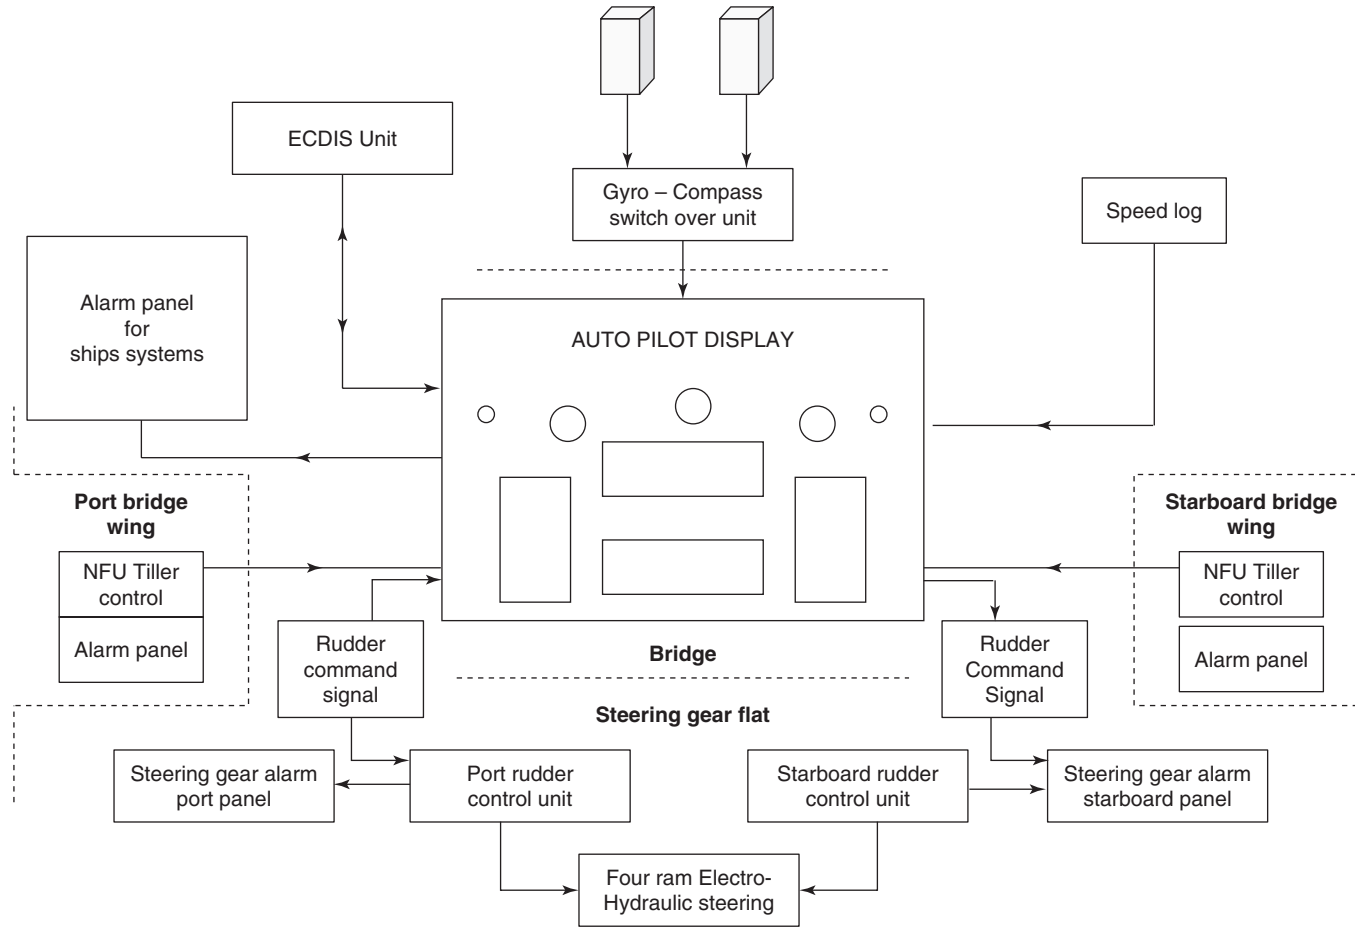 ECDIS Unit
Gyro – Compass
switch over unit
Speed log
Alarm panel
for
ships systems
AUTO PILOT DISPLAY
Port bridge
wing
NFU Tiller
control
Alarm panel
Starboard bridge
wing
NFU Tiller
control
Alarm panel
Rudder
command
signal
Bridge
Rudder
Command
Signal
Steering gear flat
Steering gear alarm
port panel
Port rudder
control unit
Starboard rudder
control unit
Steering gear alarm
starboard panel
Four ram Electro-
Hydraulic steering